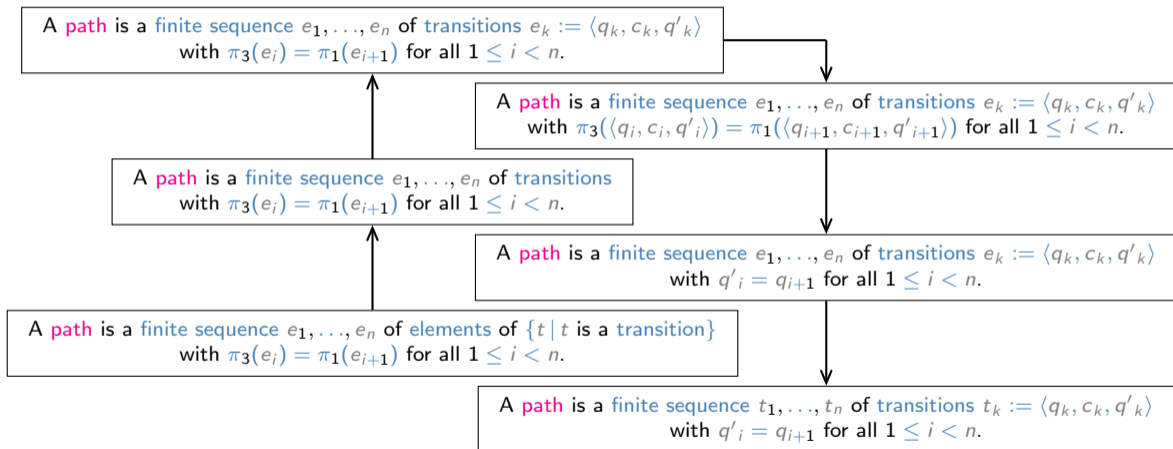 A path is a finite sequence e₁, …, eₙ of transitions eₖ := ⟨qₖ, cₖ, q′ₖ⟩
with π₃(eᵢ) = π₁(eᵢ₊₁) for all 1 ≤ i < n.
A path is a finite sequence e₁, …, eₙ of transitions eₖ := ⟨qₖ, cₖ, q′ₖ⟩
with π₃(⟨qᵢ, cᵢ, q′ᵢ⟩) = π₁(⟨qᵢ₊₁, cᵢ₊₁, q′ᵢ₊₁⟩) for all 1 ≤ i < n.
A path is a finite sequence e₁, …, eₙ of transitions
with π₃(eᵢ) = π₁(eᵢ₊₁) for all 1 ≤ i < n.
A path is a finite sequence e₁, …, eₙ of transitions eₖ := ⟨qₖ, cₖ, q′ₖ⟩
with q′ᵢ = qᵢ₊₁ for all 1 ≤ i < n.
A path is a finite sequence e₁, …, eₙ of elements of {t | t is a transition}
with π₃(eᵢ) = π₁(eᵢ₊₁) for all 1 ≤ i < n.
A path is a finite sequence t₁, …, tₙ of transitions tₖ := ⟨qₖ, cₖ, q′ₖ⟩
with q′ᵢ = qᵢ₊₁ for all 1 ≤ i < n.